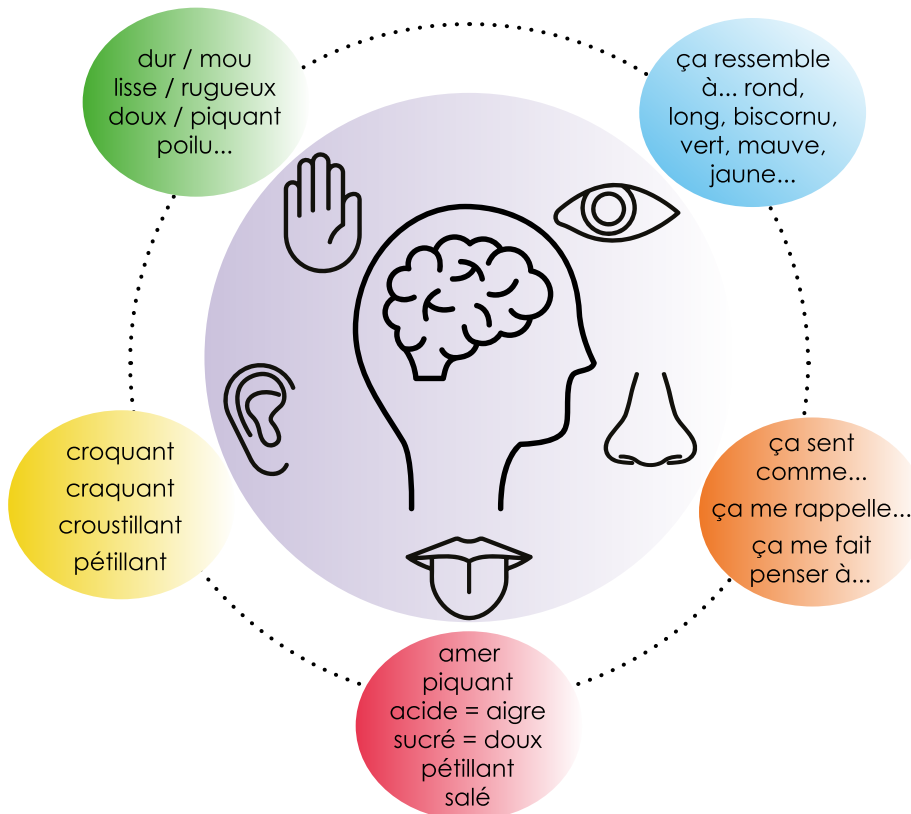 dur / mou
lisse / rugueux
doux / piquant
poilu...
ça ressemble
à... rond,
long, biscornu,
vert, mauve,
jaune...
croquant
craquant
croustillant
pétillant
ça sent
comme...
ça me rappelle...
ça me fait
penser à...
amer
piquant
acide = aigre
sucré = doux
pétillant
salé